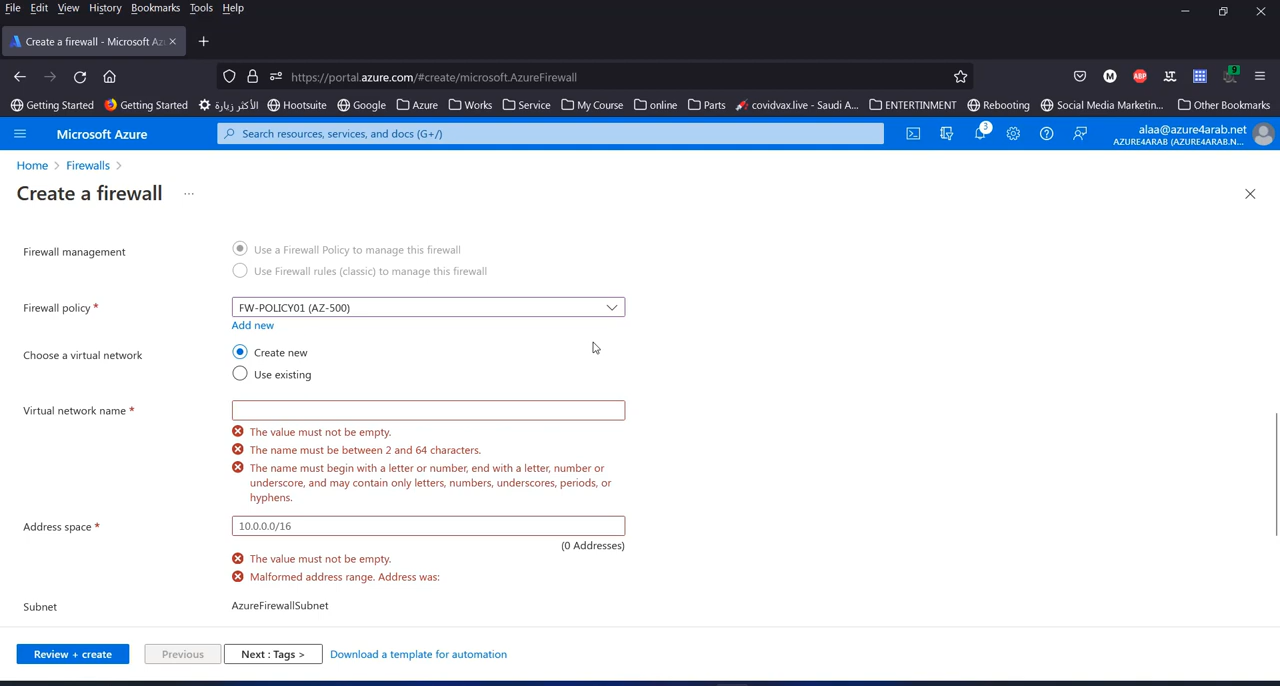 File Edit View History Bookmarks Tools Help
Create a firewall - Microsoft Az
https://portal.azure.com/#create/microsoft.AzureFirewall
M ABP 9
Getting Started Getting Started الأكثر زيارة Hootsuite Google Azure Works Service My Course online Parts covidvax.live - Saudi A... ENTERTINMENT Rebooting Social Media Marketin... Other Bookmarks
Microsoft Azure
Search resources, services, and docs (G+/)
3
alaa@azure4arab.net
AZURE4ARAB (AZURE4ARAB.N...
Home > Firewalls >
Create a firewall ...
Firewall management
Use a Firewall Policy to manage this firewall
Use Firewall rules (classic) to manage this firewall
Firewall policy *
FW-POLICY01 (AZ-500)
Add new
Choose a virtual network
Create new
Use existing
Virtual network name *
The value must not be empty.
The name must be between 2 and 64 characters.
The name must begin with a letter or number, end with a letter, number or
underscore, and may contain only letters, numbers, underscores, periods, or
hyphens.
Address space *
10.0.0.0/16
(0 Addresses)
The value must not be empty.
Malformed address range. Address was:
Subnet
AzureFirewallSubnet
Review + create Previous Next : Tags > Download a template for automation